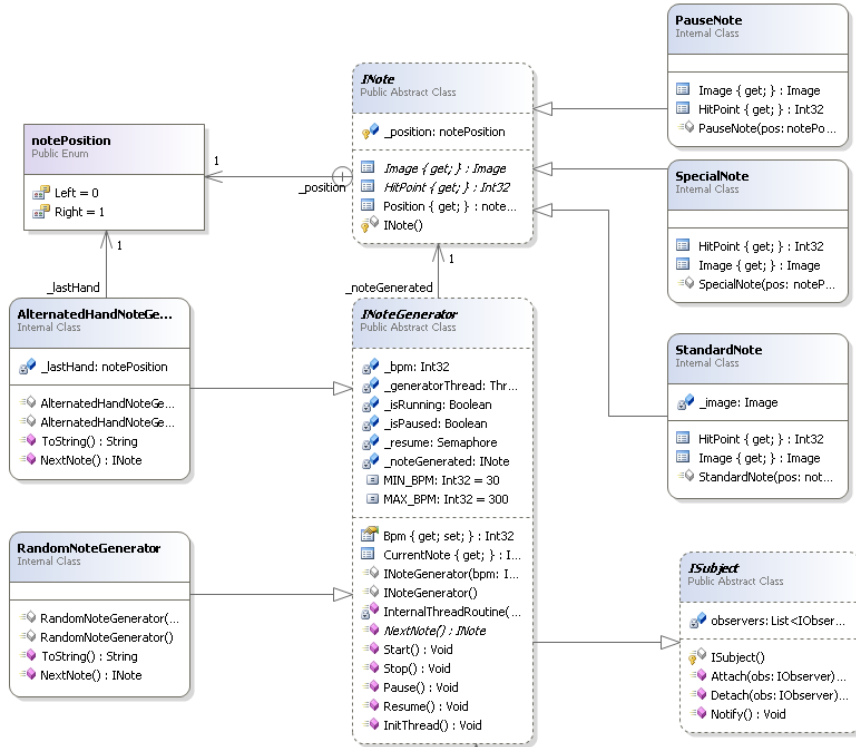 PauseNote
Internal Class
Image { get; } : Image
HitPoint { get; } : Int32
PauseNote(pos: notePo...
INote
Public Abstract Class
_position: notePosition
Image { get; } : Image
HitPoint { get; } : Int32
Position { get; } : note...
INote()
notePosition
Public Enum
Left = 0
Right = 1
1
_position
SpecialNote
Internal Class
HitPoint { get; } : Int32
Image { get; } : Image
SpecialNote(pos: noteP...
1
_lastHand
1
_noteGenerated
AlternatedHandNoteGe...
Internal Class
_lastHand: notePosition
AlternatedHandNoteGe...
AlternatedHandNoteGe...
ToString() : String
NextNote() : INote
INoteGenerator
Public Abstract Class
_bpm: Int32
_generatorThread: Thr...
_isRunning: Boolean
_isPaused: Boolean
_resume: Semaphore
_noteGenerated: INote
MIN_BPM: Int32 = 30
MAX_BPM: Int32 = 300
Bpm { get; set; } : Int32
CurrentNote { get; } : I...
INoteGenerator(bpm: I...
INoteGenerator()
InternalThreadRoutine(...
NextNote() : INote
Start() : Void
Stop() : Void
Pause() : Void
Resume() : Void
InitThread() : Void
StandardNote
Internal Class
_image: Image
HitPoint { get; } : Int32
Image { get; } : Image
StandardNote(pos: not...
RandomNoteGenerator
Internal Class
RandomNoteGenerator(...
RandomNoteGenerator()
ToString() : String
NextNote() : INote
ISubject
Public Abstract Class
observers: List<IObser...
ISubject()
Attach(obs: IObserver)...
Detach(obs: IObserver)...
Notify() : Void